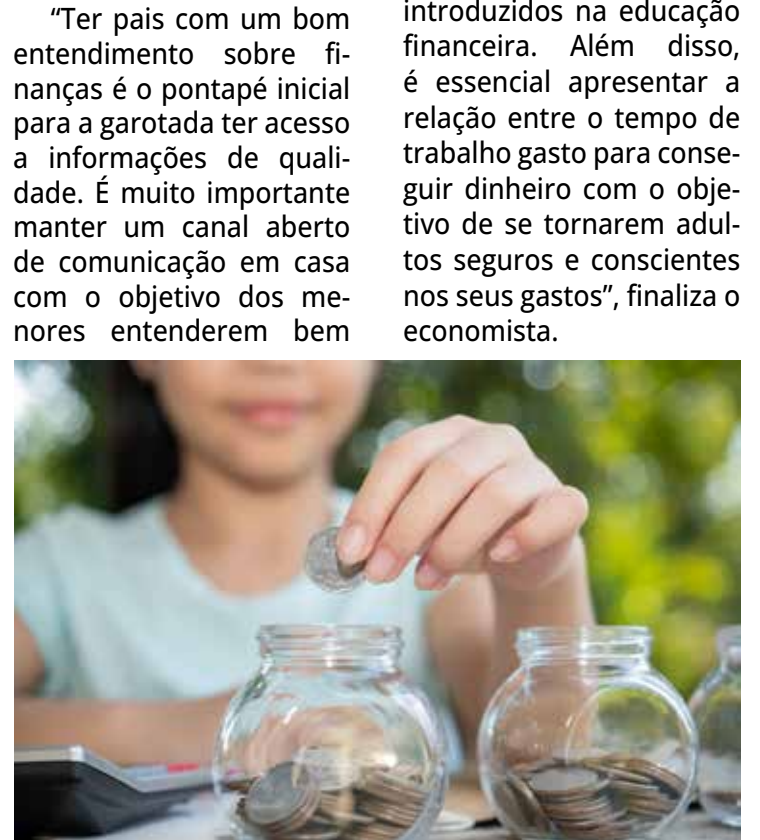 “Ter pais com um bom
entendimento sobre fi-
nanças é o pontapé inicial
para a garotada ter acesso
a informações de quali-
dade. É muito importante
manter um canal aberto
de comunicação em casa
com o objetivo dos me-
nores entenderem bem
introduzidos na educação
financeira. Além disso,
é essencial apresentar a
relação entre o tempo de
trabalho gasto para conse-
guir dinheiro com o obje-
tivo de se tornarem adul-
tos seguros e conscientes
nos seus gastos”, finaliza o
economista.